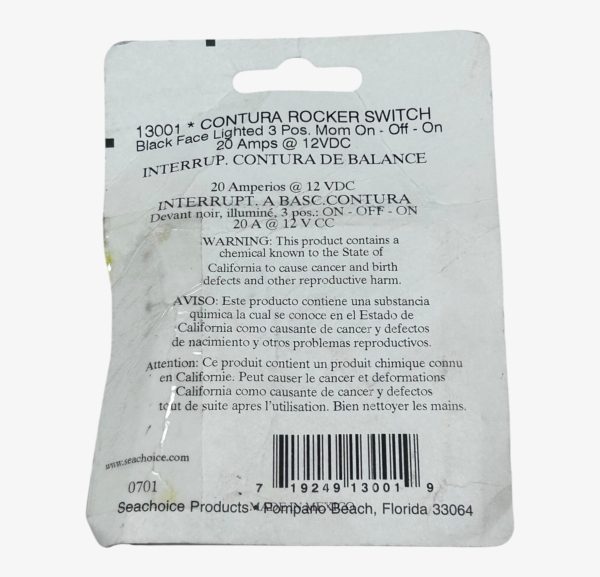 13001 * CONTURA ROCKER SWITCH
Black Face Lighted 3 Pos. Mom On - Off - On
20 Amps @ 12VDC
INTERRUP. CONTURA DE BALANCE
20 Amperios @ 12 VDC
INTERRUPT. A BASC.CONTURA
Devant noir, illuminé, 3 pos.: ON - OFF - ON
20 A @ 12 V CC
WARNING: This product contains a
chemical known to the State of
California to cause cancer and birth
defects and other reproductive harm.
AVISO: Este producto contiene una substancia
quimica la cual se conoce en el Estado de
California como causante de cancer y defectos
de nacimiento y otros problemas reproductivos.
Attention: Ce produit contient un produit chimique connu
en Californie. Peut causer le cancer et deformations
California como causante de cancer y defectos
tout de suite apres l'utilisation. Bien nettoyer les mains.
www.seachoice.com
0701
7 19249 13001 9
Seachoice Products • Pompano Beach, Florida 33064
MADE IN MEXICO